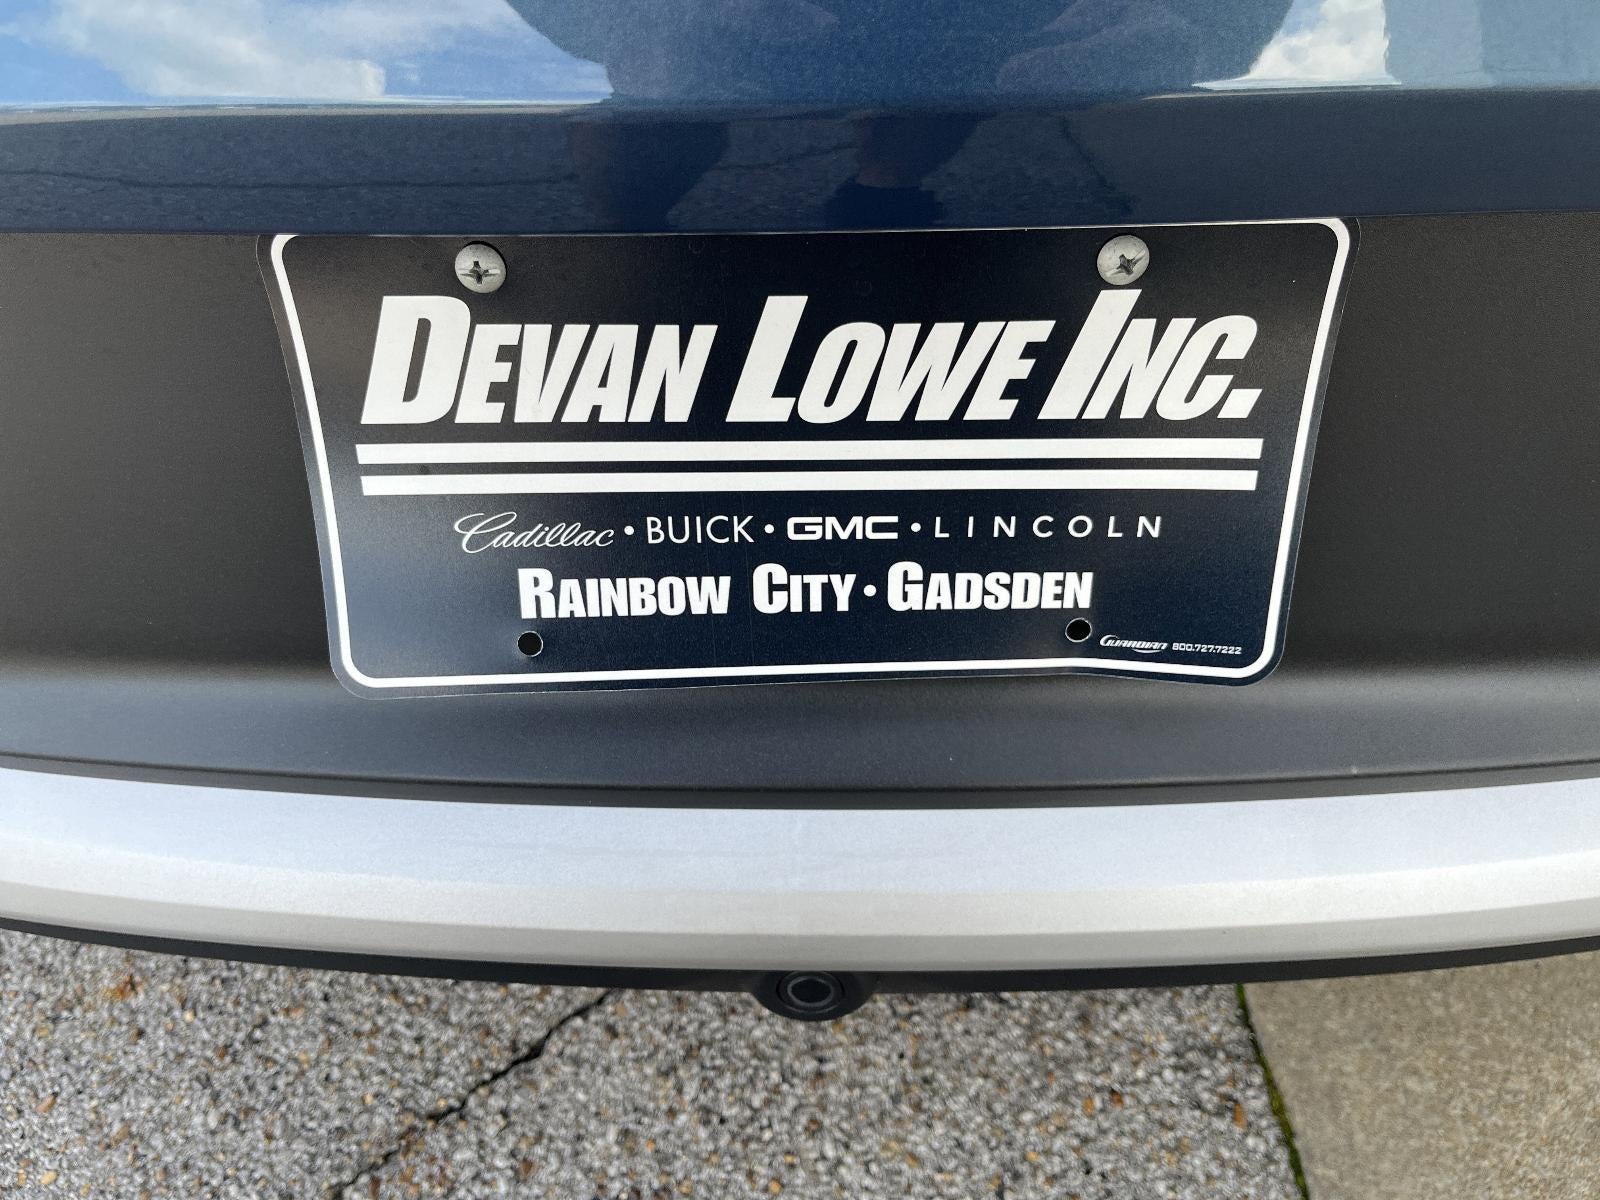 DEVAN LOWE INC.
Cadillac • BUICK • GMC • LINCOLN
RAINBOW CITY • GADSDEN
GUARDIAN 800.727.7222